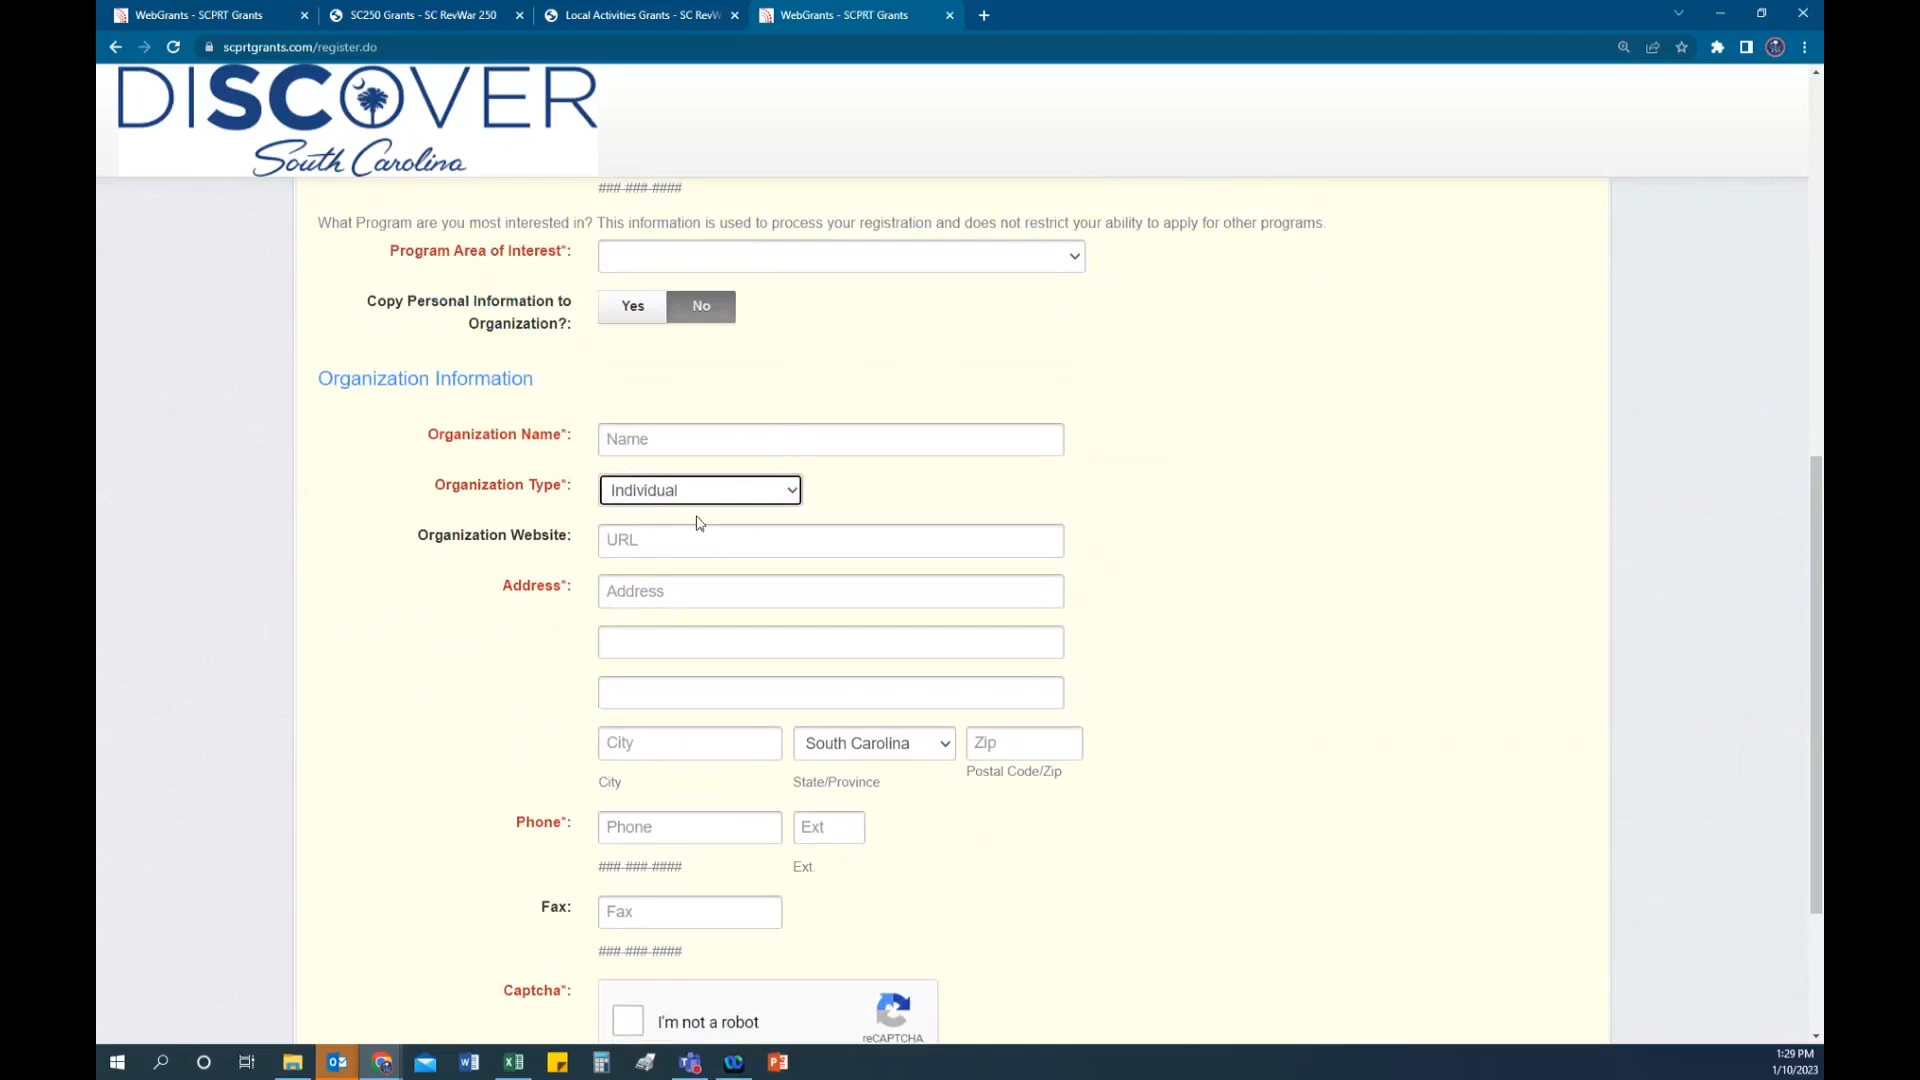 WebGrants - SCPRT Grants
SC250 Grants - SC RevWar 250
Local Activities Grants - SC RevW
WebGrants - SCPRT Grants
scprtgrants.com/register.do
DISCOVER
South Carolina
###-###-####
What Program are you most interested in? This information is used to process your registration and does not restrict your ability to apply for other programs.
Program Area of Interest*:
Copy Personal Information to Organization?: Yes No
Organization Information
Organization Name*: Name
Organization Type*: Individual
Organization Website: URL
Address*: Address
City South Carolina Zip
City State/Province Postal Code/Zip
Phone*: Phone Ext
###-###-#### Ext.
Fax: Fax
###-###-####
Captcha*: I'm not a robot
reCAPTCHA
1:29 PM
1/10/2023